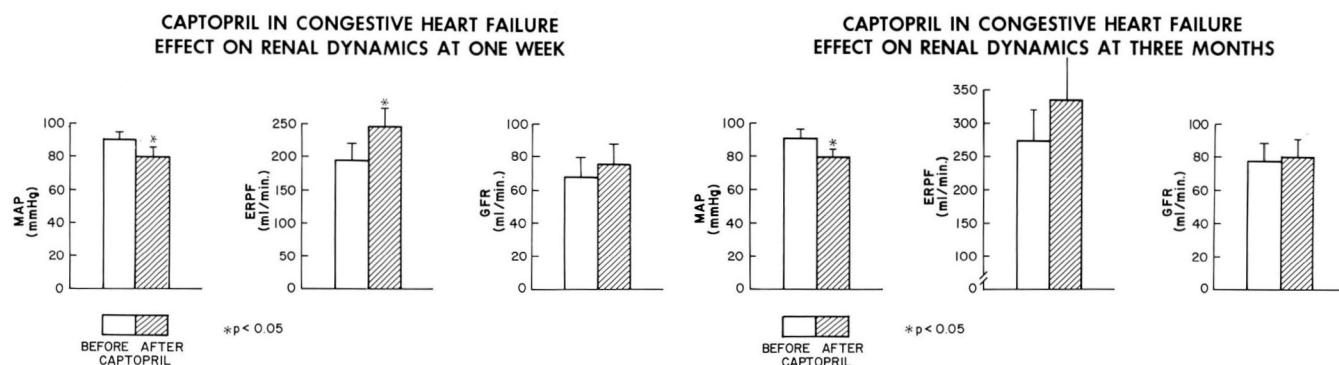 CAPTOPRIL IN CONGESTIVE HEART FAILURE
EFFECT ON RENAL DYNAMICS AT ONE WEEK
MAP
(mmHg)
100
80
60
40
20
0
*
ERPF
(ml/min.)
250
200
150
100
50
0
*
GFR
(ml/min.)
100
80
60
40
20
0
BEFORE AFTER
CAPTOPRIL
*p< 0.05
CAPTOPRIL IN CONGESTIVE HEART FAILURE
EFFECT ON RENAL DYNAMICS AT THREE MONTHS
MAP
(mmHg)
100
80
60
40
20
0
*
ERPF
(ml/min.)
350
300
250
200
150
100
0
GFR
(ml/min.)
100
80
60
40
20
0
BEFORE AFTER
CAPTOPRIL
*p< 0.05